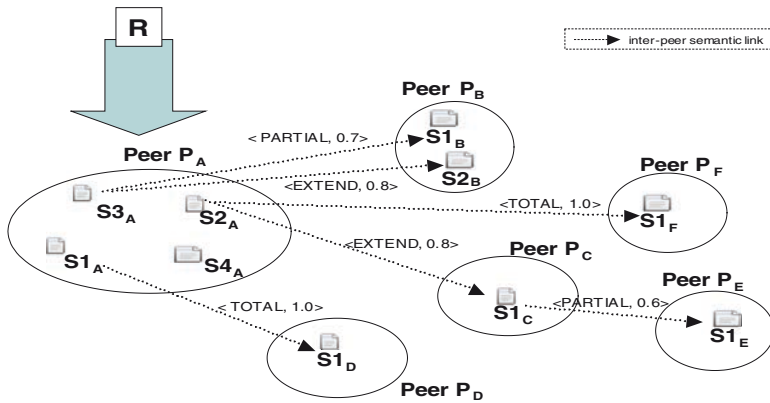 R
inter-peer semantic link
Peer P_B
S1_B
< PARTIAL, 0.7>
Peer P_A
S2_B
<EXTEND, 0.8>
Peer P_F
S3_A
S2_A
<TOTAL, 1.0>
S1_F
<EXTEND, 0.8>
Peer P_C
S1_A
S4_A
Peer P_E
< TOTAL, 1.0>
S1_C
<PARTIAL, 0.6>
S1_E
S1_D
Peer P_D